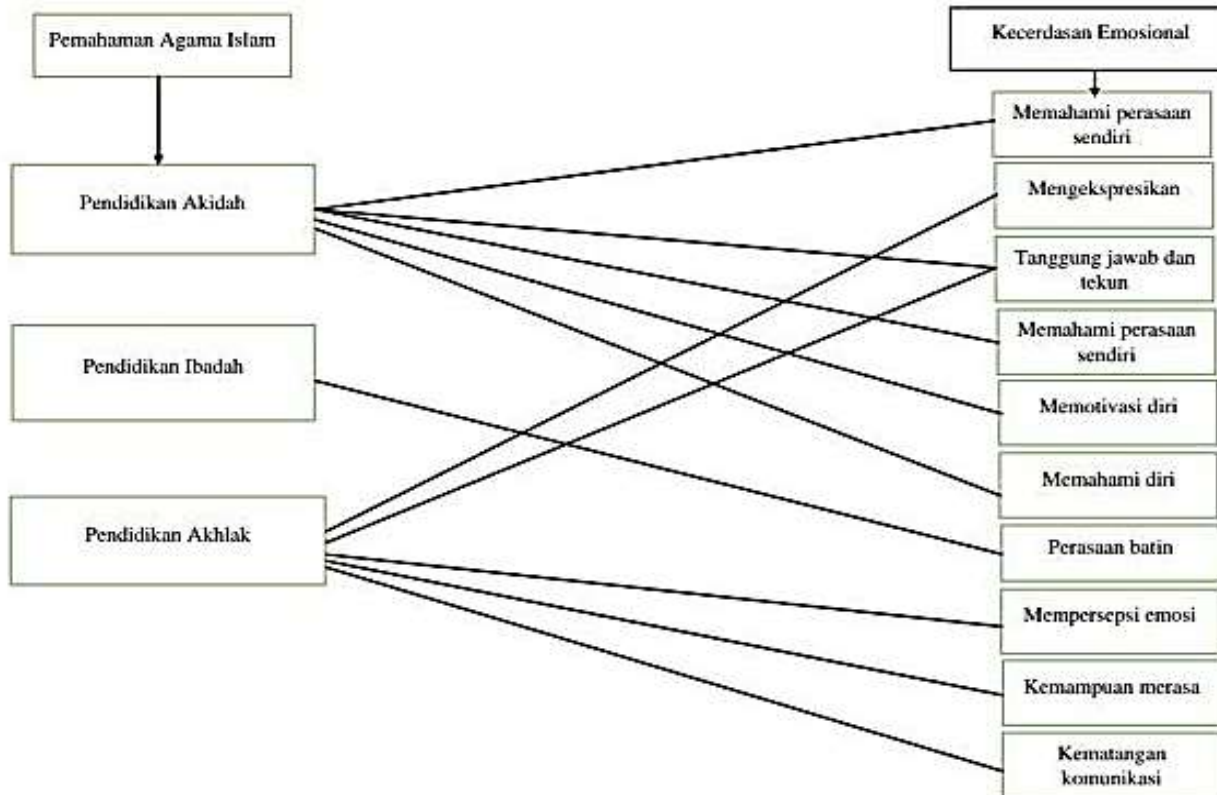 Pemahaman Agama Islam
Pendidikan Akidah
Pendidikan Ibadah
Pendidikan Akhlak
Kecerdasan Emosional
Memahami perasaan
sendiri
Mengekspresikan
Tanggung jawab dan
tekun
Memahami perasaan
sendiri
Memotivasi diri
Memahami diri
Perasaan batin
Mempersepsi emosi
Kemampuan merasa
Kematangan
komunikasi